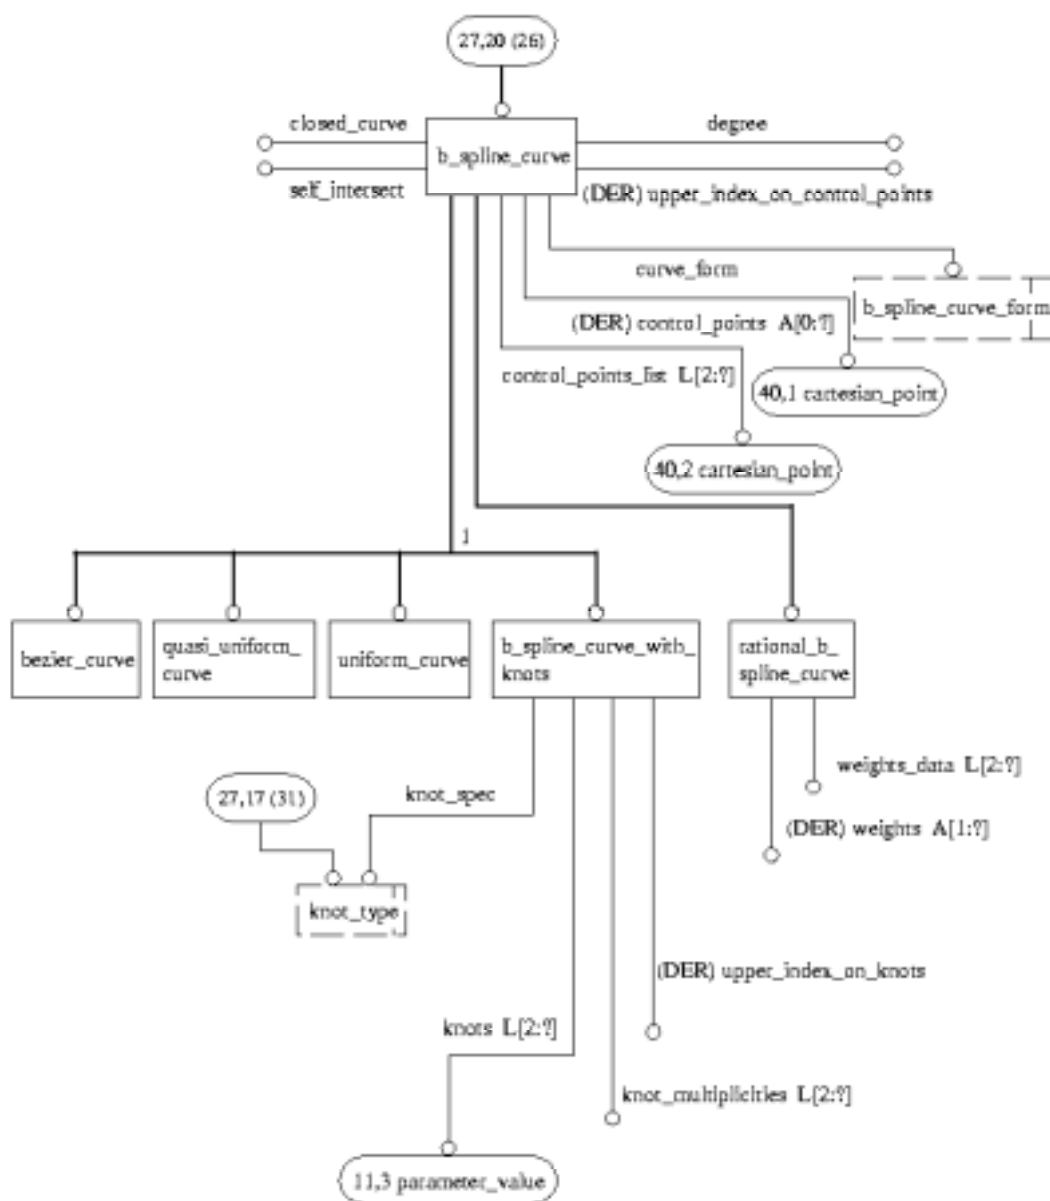 27,20 (26)
closed_curve
degree
b_spline_curve
self_intersect
(DER) upper_index_on_control_points
curve_form
b_spline_curve_form
(DER) control_points A[0:?]
control_points_list L[2:?]
40,1 cartesian_point
40,2 cartesian_point
1
bezier_curve
quasi_uniform_
curve
uniform_curve
b_spline_curve_with_
knots
rational_b_
spline_curve
weights_data L[2:?]
27,17 (31)
knot_spec
(DER) weights A[1:?]
knot_type
(DER) upper_index_on_knots
knots L[2:?]
knot_multiplicities L[2:?]
11,3 parameter_value